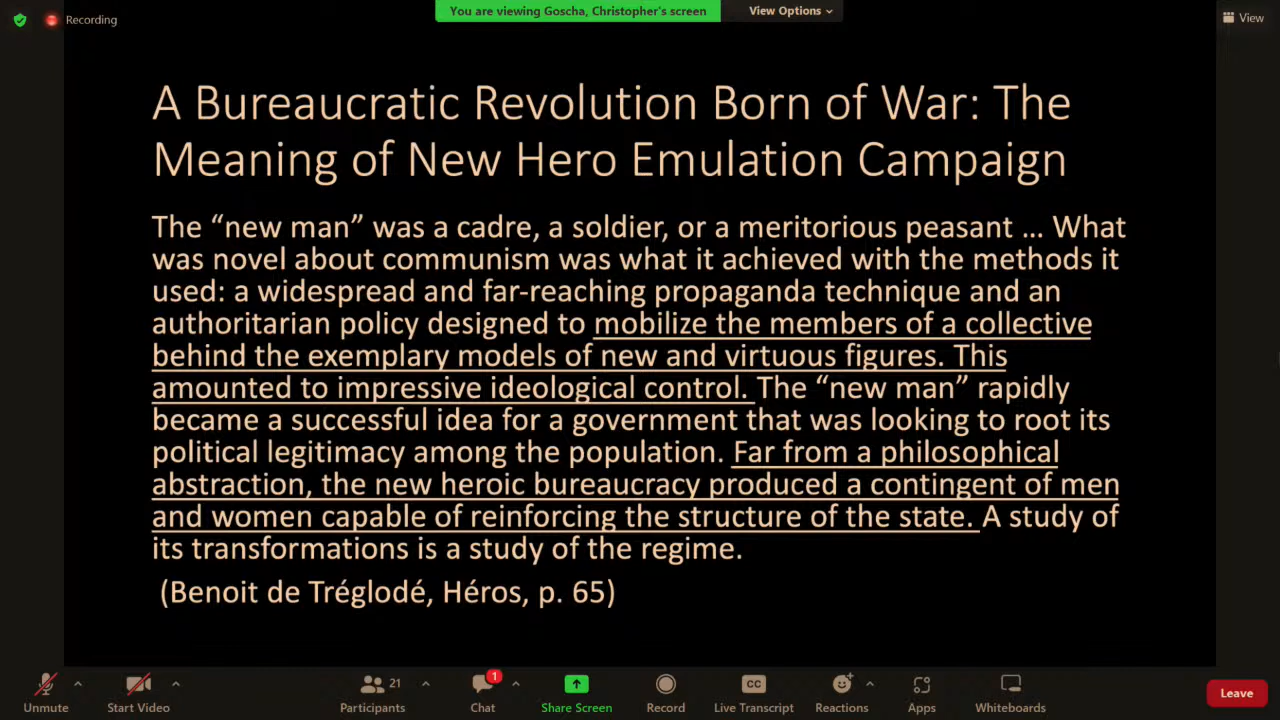 Recording
You are viewing Goscha, Christopher's screen
View Options
View
A Bureaucratic Revolution Born of War: The
Meaning of New Hero Emulation Campaign
The “new man” was a cadre, a soldier, or a meritorious peasant … What
was novel about communism was what it achieved with the methods it
used: a widespread and far-reaching propaganda technique and an
authoritarian policy designed to mobilize the members of a collective
behind the exemplary models of new and virtuous figures. This
amounted to impressive ideological control. The “new man” rapidly
became a successful idea for a government that was looking to root its
political legitimacy among the population. Far from a philosophical
abstraction, the new heroic bureaucracy produced a contingent of men
and women capable of reinforcing the structure of the state. A study of
its transformations is a study of the regime.
(Benoit de Tréglodé, Héros, p. 65)
Unmute
Start Video
21
Participants
1
Chat
Share Screen
Record
CC
Live Transcript
Reactions
Apps
Whiteboards
Leave